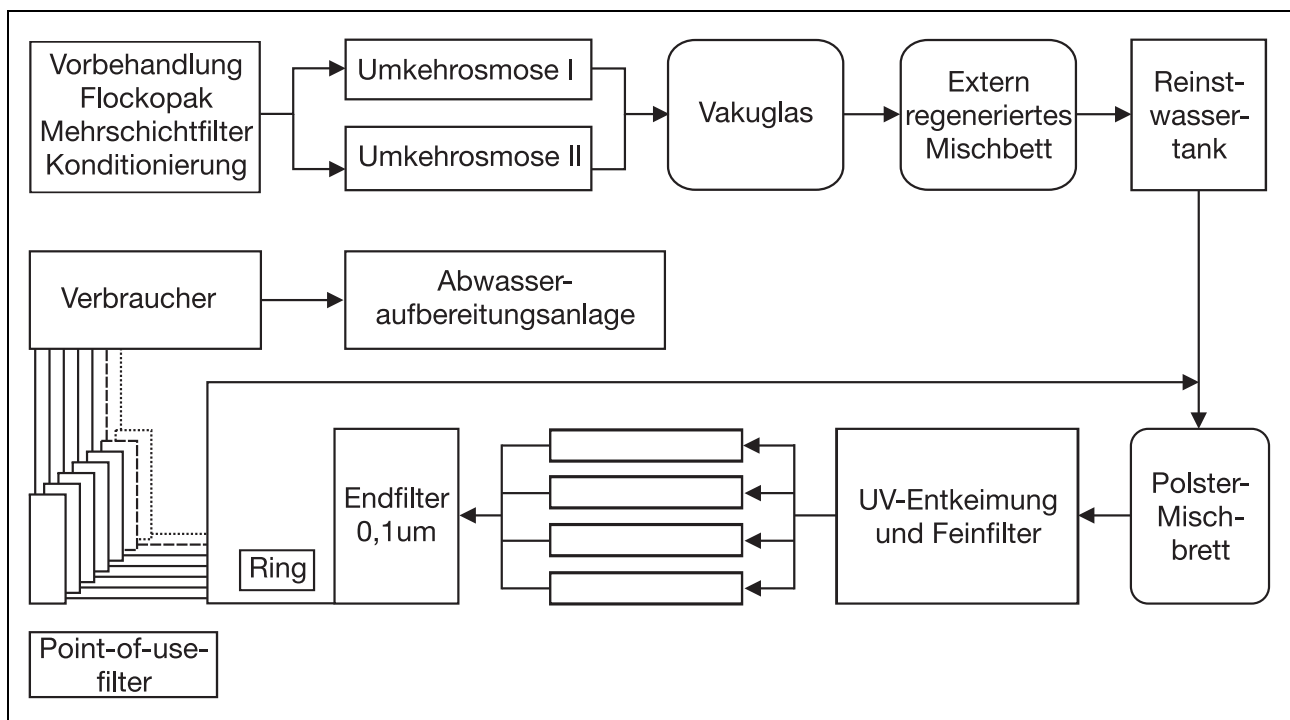 Vorbehandlung
Flockopak
Mehrschichtfilter
Konditionierung
Umkehrosmose I
Umkehrosmose II
Vakuglas
Extern
regeneriertes
Mischbett
Reinst-
wasser-
tank
Verbraucher
Abwasser-
aufbereitungsanlage
Ring
Endfilter
0,1um
UV-Entkeimung
und Feinfilter
Polster-
Misch-
brett
Point-of-use-
filter